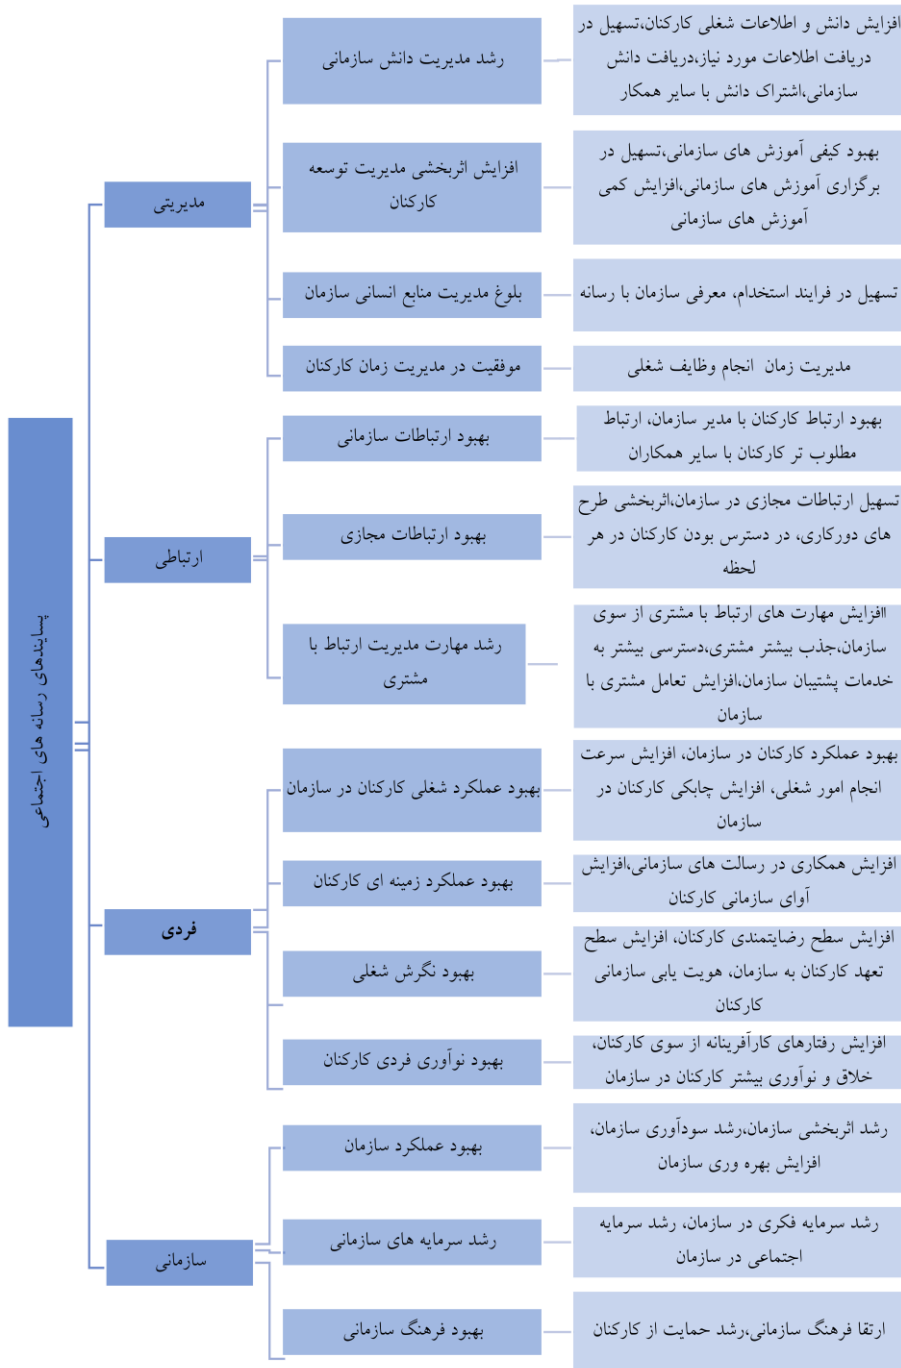 پسایندهای رسانه های اجتماعی
مدیریتی
رشد مدیریت دانش سازمانی
افزایش دانش و اطلاعات شغلی کارکنان،تسهیل در
دریافت اطلاعات مورد نیاز،دریافت دانش
سازمانی،اشتراک دانش با سایر همکار
افزایش اثربخشی مدیریت توسعه
کارکنان
بهبود کیفی آموزش های سازمانی،تسهیل در
برگزاری آموزش های سازمانی،افزایش کمی
آموزش های سازمانی
بلوغ مدیریت منابع انسانی سازمان
تسهیل در فرایند استخدام، معرفی سازمان با رسانه
موفقیت در مدیریت زمان کارکنان
مدیریت زمان انجام وظایف شغلی
ارتباطی
بهبود ارتباطات سازمانی
بهبود ارتباط کارکنان با مدیر سازمان، ارتباط
مطلوب تر کارکنان با سایر همکاران
بهبود ارتباطات مجازی
تسهیل ارتباطات مجازی در سازمان،اثربخشی طرح
های دورکاری، در دسترس بودن کارکنان در هر
لحظه
رشد مهارت مدیریت ارتباط با
مشتری
اافزایش مهارت های ارتباط با مشتری از سوی
سازمان،جذب بیشتر مشتری،دسترسی بیشتر به
خدمات پشتیبان سازمان،افزایش تعامل مشتری با
سازمان
فردی
بهبود عملکرد شغلی کارکنان در سازمان
بهبود عملکرد کارکنان در سازمان، افزایش سرعت
انجام امور شغلی، افزایش چابکی کارکنان در
سازمان
بهبود عملکرد زمینه ای کارکنان
افزایش همکاری در رسالت های سازمانی،افزایش
آوای سازمانی کارکنان
بهبود نگرش شغلی
افزایش سطح رضایتمندی کارکنان، افزایش سطح
تعهد کارکنان به سازمان، هویت یابی سازمانی
کارکنان
بهبود نوآوری فردی کارکنان
افزایش رفتارهای کارآفرینانه از سوی کارکنان،
خلاق و نوآوری بیشتر کارکنان در سازمان
سازمانی
بهبود عملکرد سازمان
رشد اثربخشی سازمان،رشد سودآوری سازمان،
افزایش بهره وری سازمان
رشد سرمایه های سازمانی
رشد سرمایه فکری در سازمان، رشد سرمایه
اجتماعی در سازمان
بهبود فرهنگ سازمانی
ارتقا فرهنگ سازمانی،رشد حمایت از کارکنان